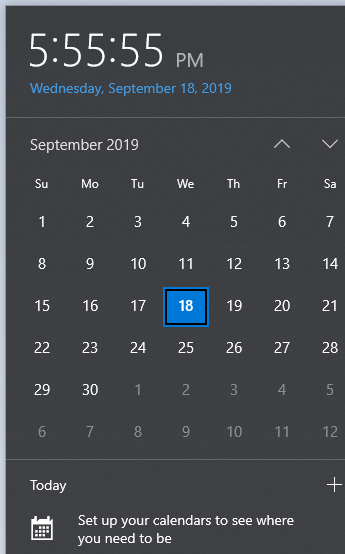 5:55:55 PM
Wednesday, September 18, 2019
September 2019
Su Mo Tu We Th Fr Sa
1 2 3 4 5 6 7
8 9 10 11 12 13 14
15 16 17 18 19 20 21
22 23 24 25 26 27 28
29 30 1 2 3 4 5
6 7 8 9 10 11 12
Today
Set up your calendars to see where
you need to be